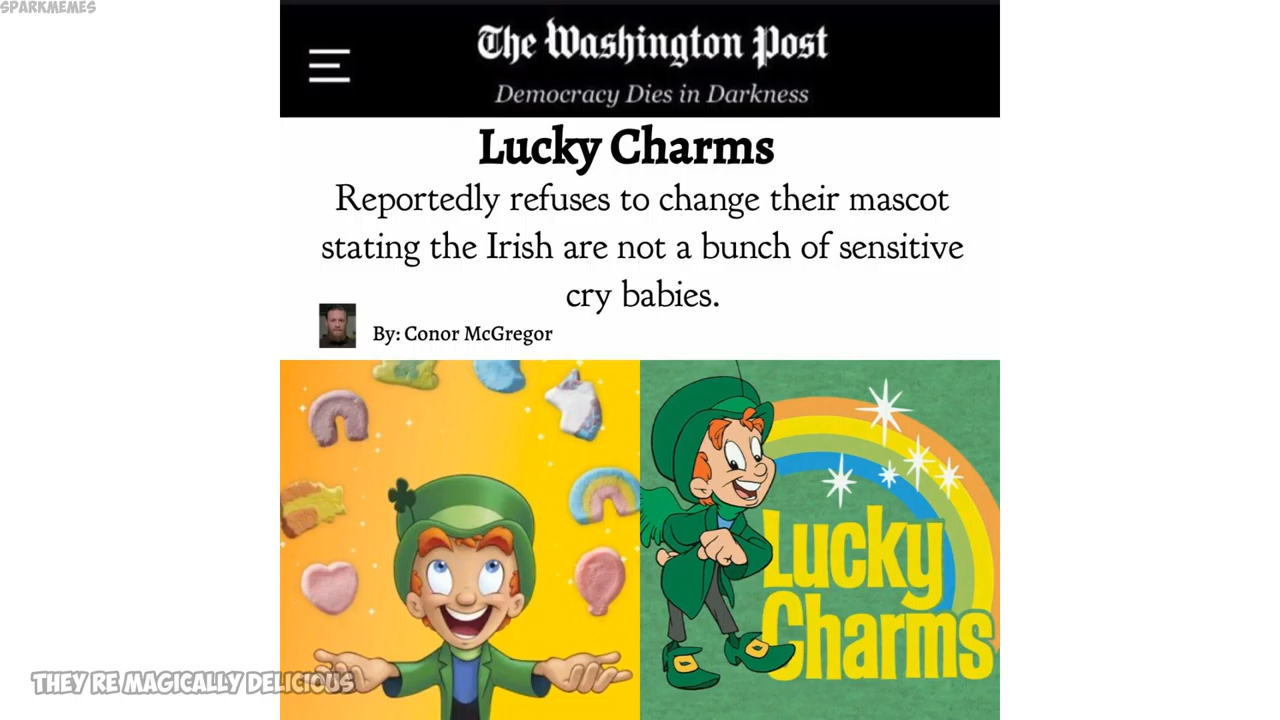 SPARKMEMES
The Washington Post
Democracy Dies in Darkness
Lucky Charms
Reportedly refuses to change their mascot
stating the Irish are not a bunch of sensitive
cry babies.
By: Conor McGregor
Lucky
Charms
THEY'RE MAGICALLY DELICIOUS